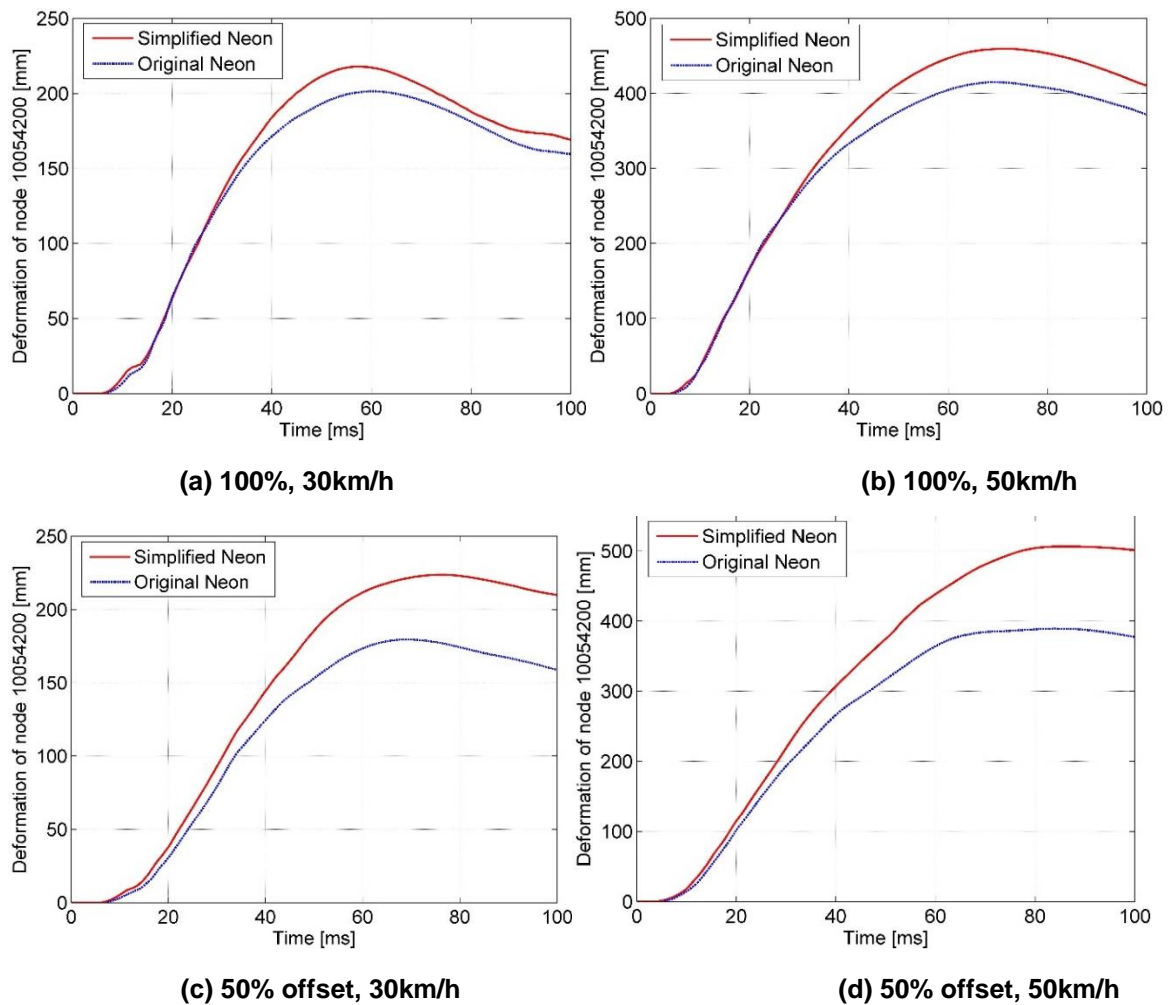 250
Simplified Neon
Original Neon
200
150
100
50
0
0 20 40 60 80 100
Deformation of node 10054200 [mm]
Time [ms]
(a) 100%, 30km/h
500
Simplified Neon
Original Neon
400
300
200
100
0
0 20 40 60 80 100
Deformation of node 10054200 [mm]
Time [ms]
(b) 100%, 50km/h
250
Simplified Neon
Original Neon
200
150
100
50
0
0 20 40 60 80 100
Deformation of node 10054200 [mm]
Time [ms]
(c) 50% offset, 30km/h
Simplified Neon
500
Original Neon
400
300
200
100
0
0 20 40 60 80 100
Deformation of node 10054200 [mm]
Time [ms]
(d) 50% offset, 50km/h